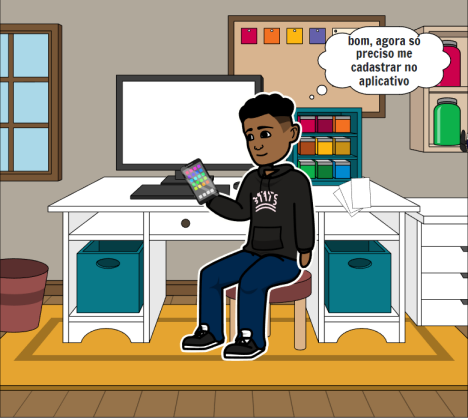 bom, agora só
preciso me
cadastrar no
aplicativo